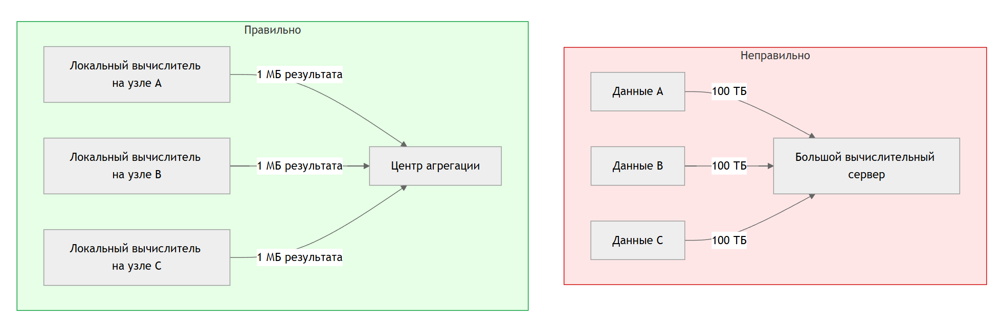 Правильно
Локальный вычислитель
на узле A
1 МБ результата
Локальный вычислитель
на узле B
1 МБ результата
Центр агрегации
Локальный вычислитель
на узле C
1 МБ результата
Неправильно
Данные A
100 ТБ
Данные B
100 ТБ
Большой вычислительный
сервер
Данные C
100 ТБ